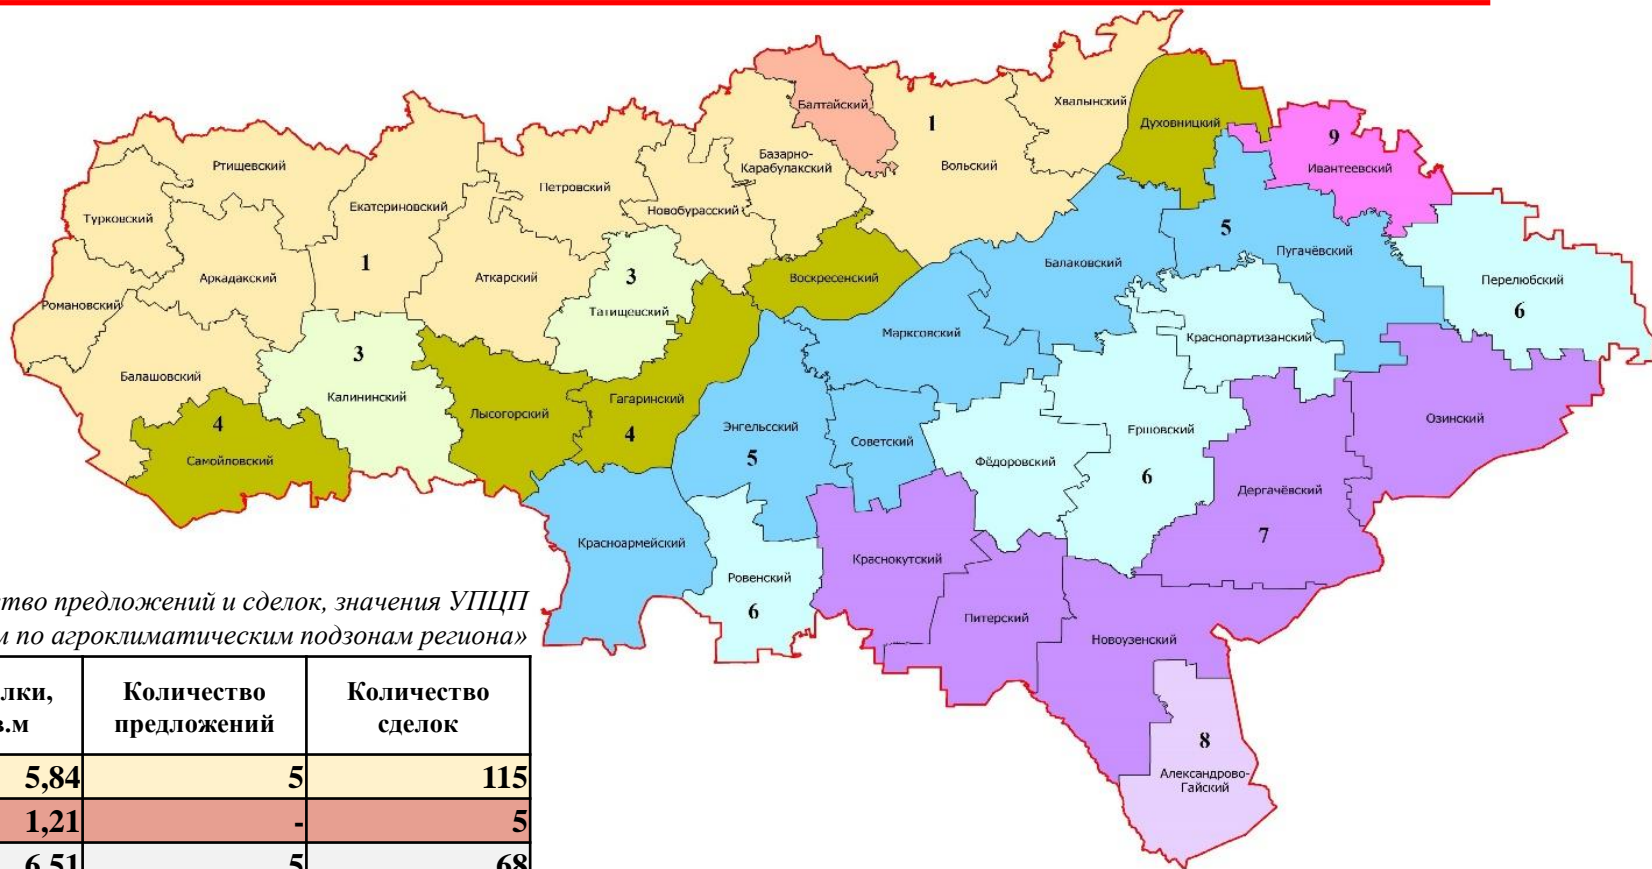 Балтайский
1
Хвалынский
Духовницкий
9
Ивантеевский
Ртищевский
Базарно-
Карабулакский
Вольский
Петровский
Екатериновский
Новобурасский
Турковский
5
Пугачёвский
1
Аркадакский
Аткарский
3
Воскресенский
Балаковский
Перелюбский
6
Романовский
Татищевский
Марксовский
Краснопартизанский
3
Балашовский
Калининский
Гагаринский
4
Лысогорский
4
Энгельсский
5
Советский
Ершовский
6
Озинский
Самойловский
Фёдоровский
Дергачёвский
7
Красноармейский
Краснокутский
Ровенский
6
Питерский
Новоузенский
8
Александрово-
Гайский
предложений и сделок, значения УПЦП
по агроклиматическим подзонам региона»
Количество
предложений
Количество
сделок
5,84 5 115
1,21 - 5
6,51 5 68